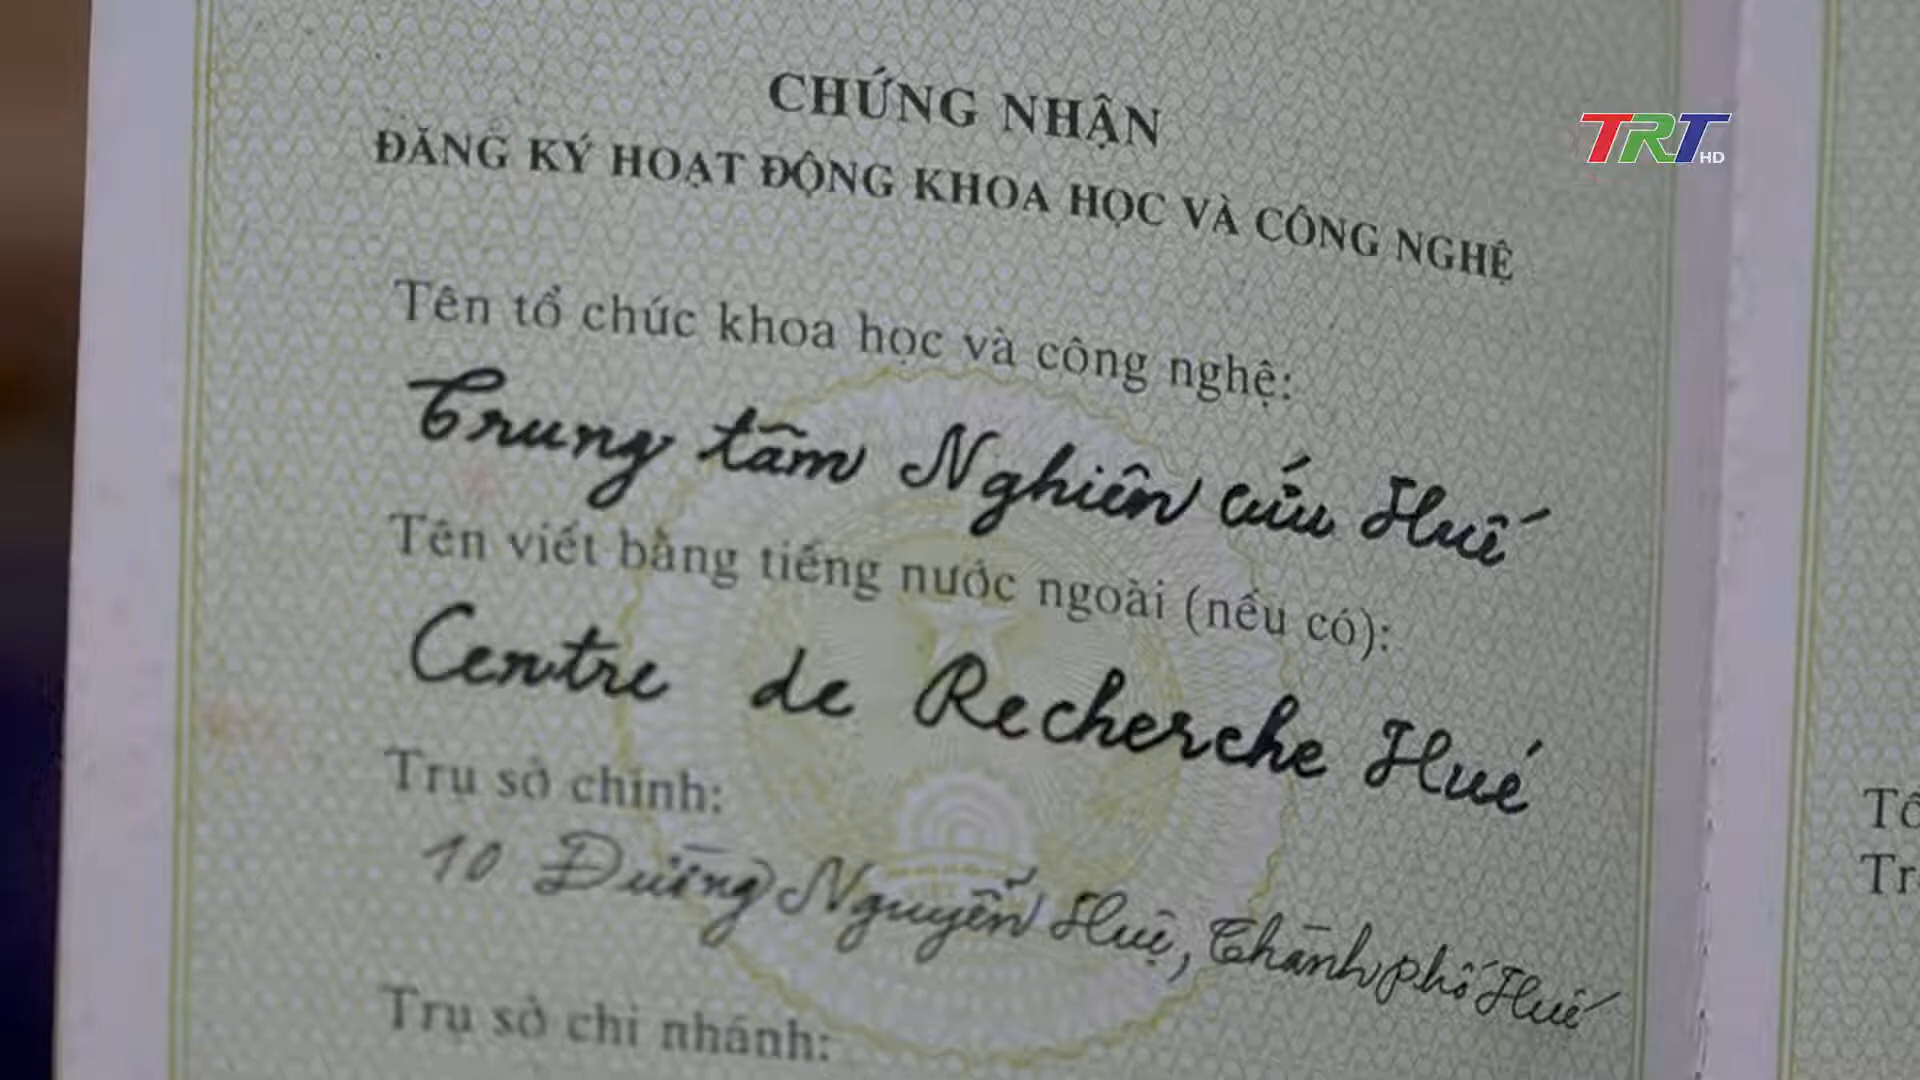 CHỨNG NHẬN
TRT HD
ĐĂNG KÝ HOẠT ĐỘNG KHOA HỌC VÀ CÔNG NGHỆ
Tên tổ chức khoa học và công nghệ:
Trung tâm Nghiên cứu Huế
Tên viết bằng tiếng nước ngoài (nếu có):
Centre de Recherche Hué
Trụ sở chính:
10 Đường Nguyễn Huệ, Thành phố Huế
Trụ sở chi nhánh: